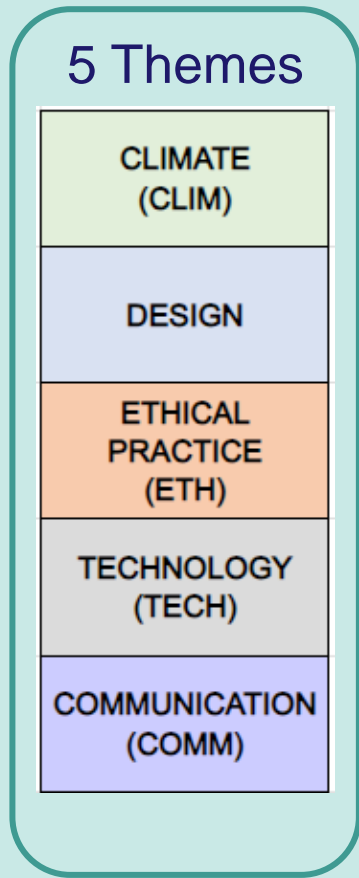 5 Themes
CLIMATE
(CLIM)
DESIGN
ETHICAL
PRACTICE
(ETH)
TECHNOLOGY
(TECH)
COMMUNICATION
(COMM)